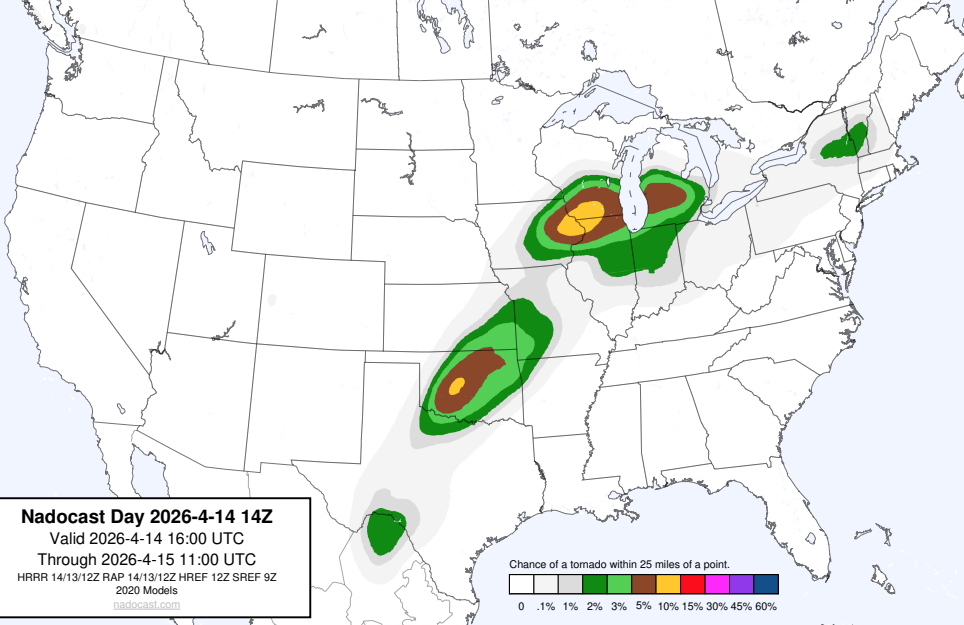 Nadocast Day 2026-4-14 14Z
Valid 2026-4-14 16:00 UTC
Through 2026-4-15 11:00 UTC
HRRR 14/13/12Z RAP 14/13/12Z HREF 12Z SREF 9Z
2020 Models
nadocast.com
Chance of a tornado within 25 miles of a point.
0 .1% 1% 2% 3% 5% 10% 15% 30% 45% 60%